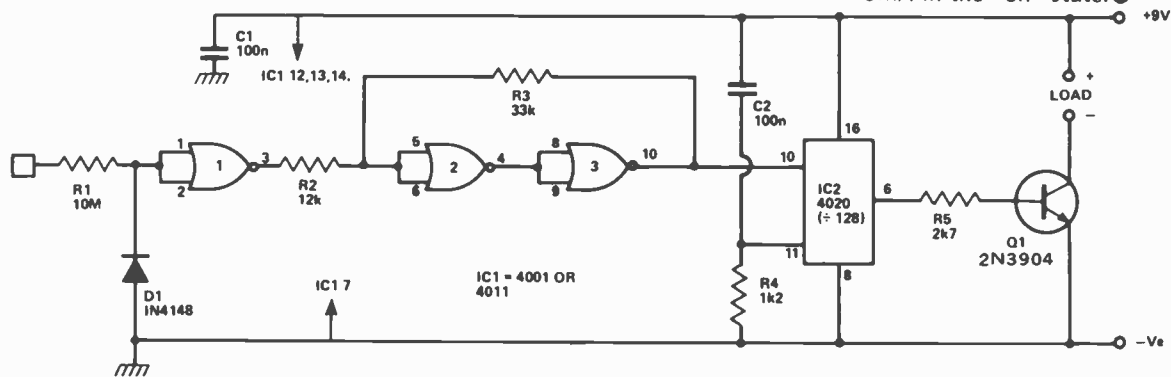 +9V
C1
100n
IC1 12,13,14.
R3
33k
C2
100n
+
LOAD
−
16
1
2
1
3
R2
12k
5
6
2
4
8
9
3
10
10
IC2
4020
(÷ 128)
6
11
8
R1
10M
R5
2k7
Q1
2N3904
D1
IN4148
IC1 7
IC1 = 4001 OR
4011
R4
1k2
−Ve